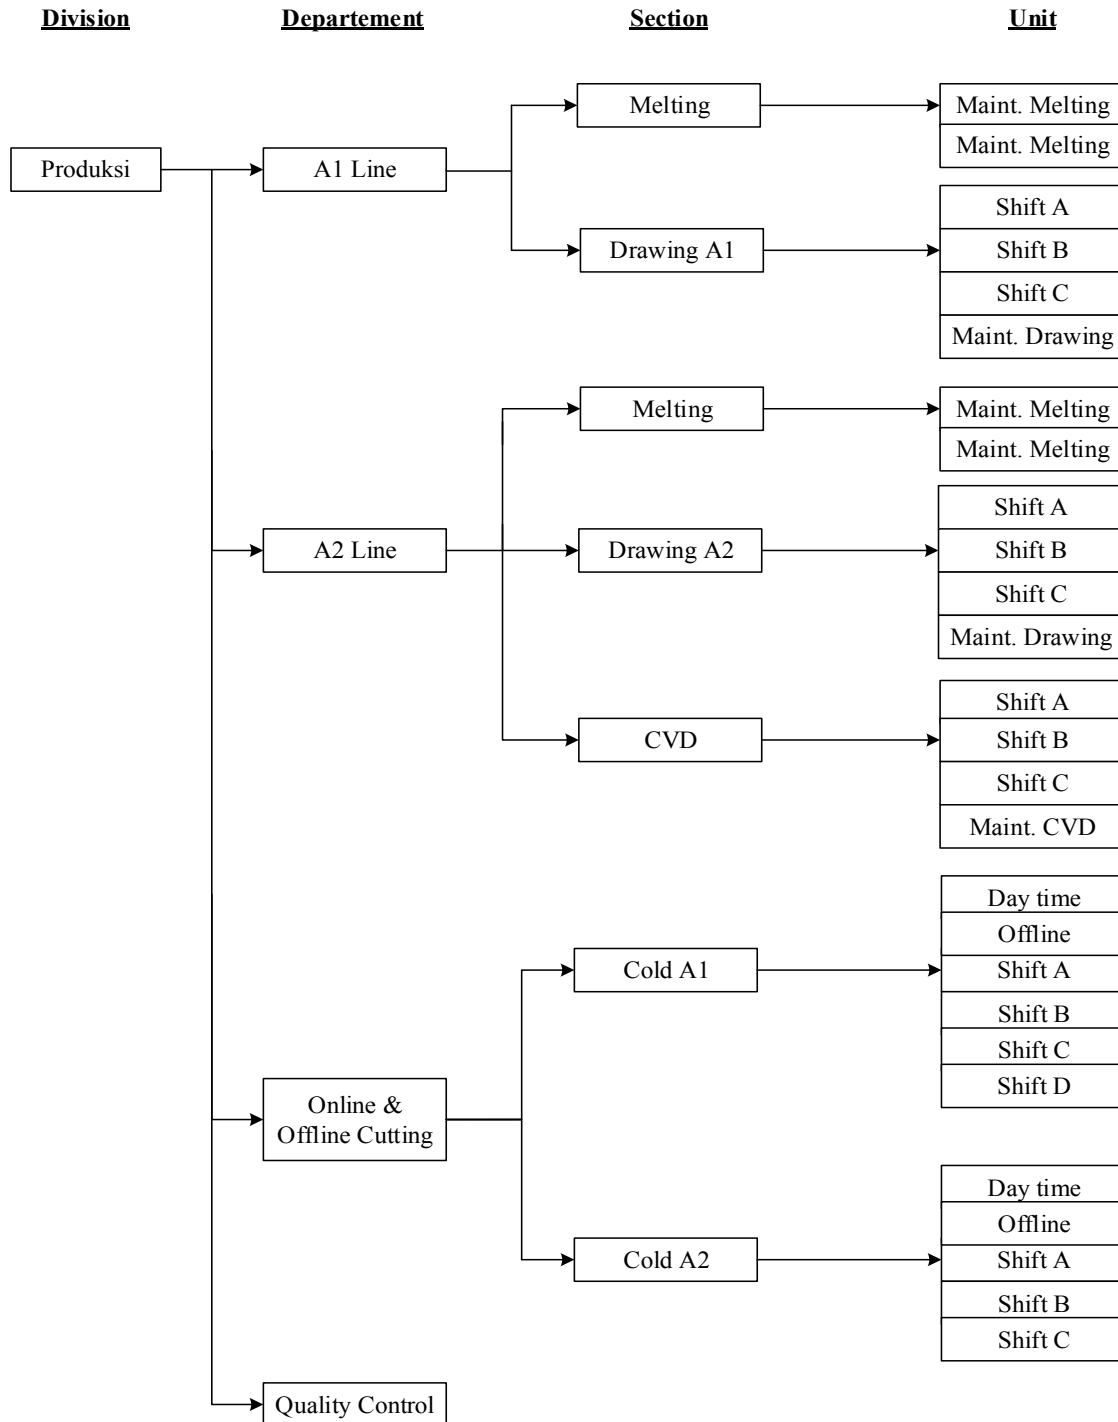 Division
Departement
Section
Unit
Produksi
A1 Line
Melting
Maint. Melting
Maint. Melting
Drawing A1
Shift A
Shift B
Shift C
Maint. Drawing
A2 Line
Melting
Maint. Melting
Maint. Melting
Drawing A2
Shift A
Shift B
Shift C
Maint. Drawing
CVD
Shift A
Shift B
Shift C
Maint. CVD
Online &
Offline Cutting
Cold A1
Day time
Offline
Shift A
Shift B
Shift C
Shift D
Cold A2
Day time
Offline
Shift A
Shift B
Shift C
Quality Control